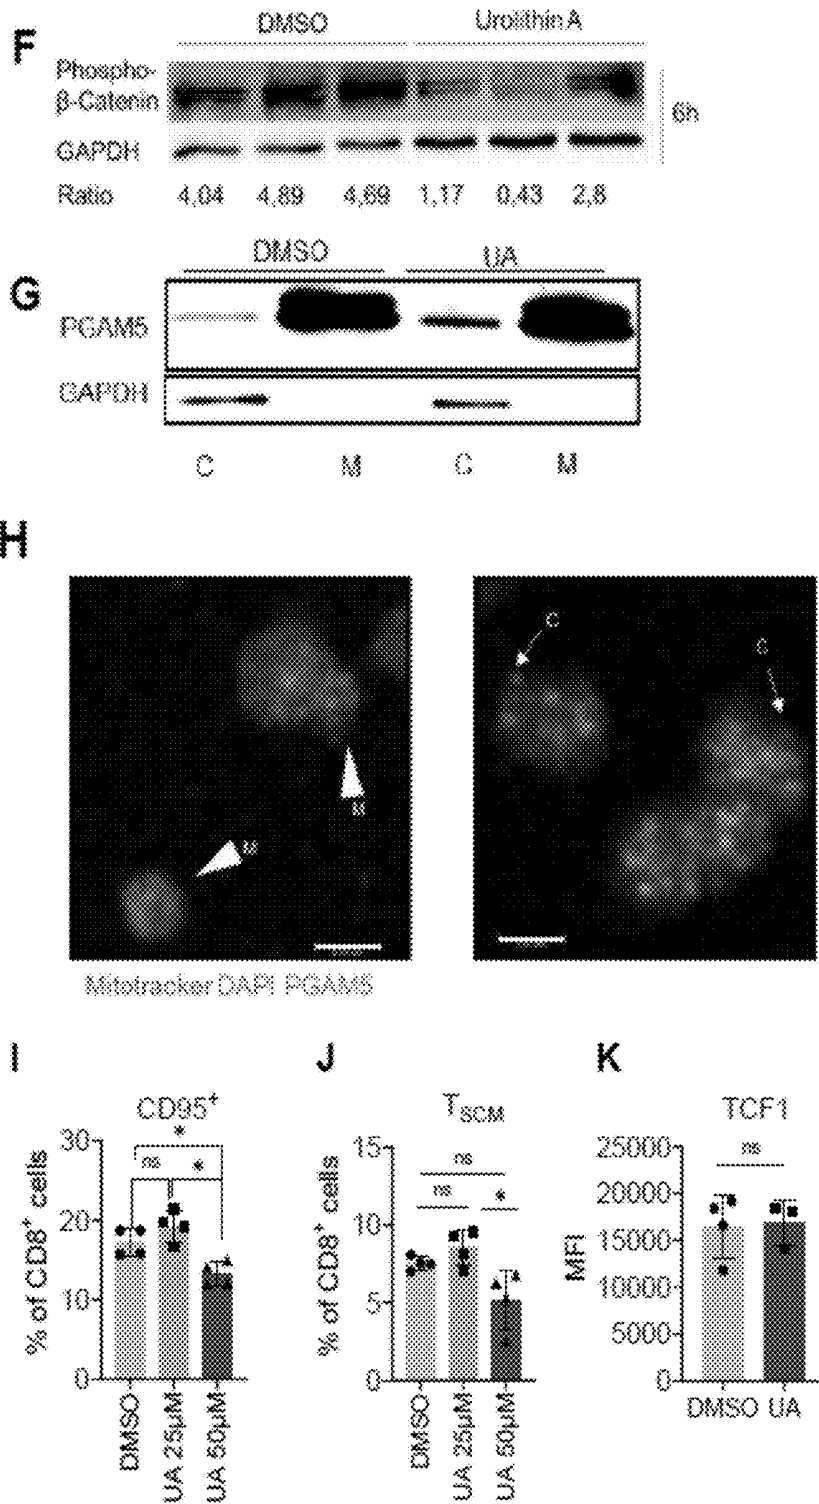 F
DMSO Urolithin A
Phospho-
β-Catenin
6h
GAPDH
Ratio 4,04 4,89 4,69 1,17 0,43 2,8
DMSO UA
G
PGAM5
GAPDH
C M C M
H
C
C
M
M
Mitotracker DAPI PGAM5
I
CD95+
% of CD8+ cells
30
20
10
0
*
ns *
DMSO
UA 25µM
UA 50µM
J
TSCM
% of CD8+ cells
15
10
5
0
ns
ns *
DMSO
UA 25µM
UA 50µM
K
TCF1
MFI
25000
20000
15000
10000
5000
0
ns
DMSO UA